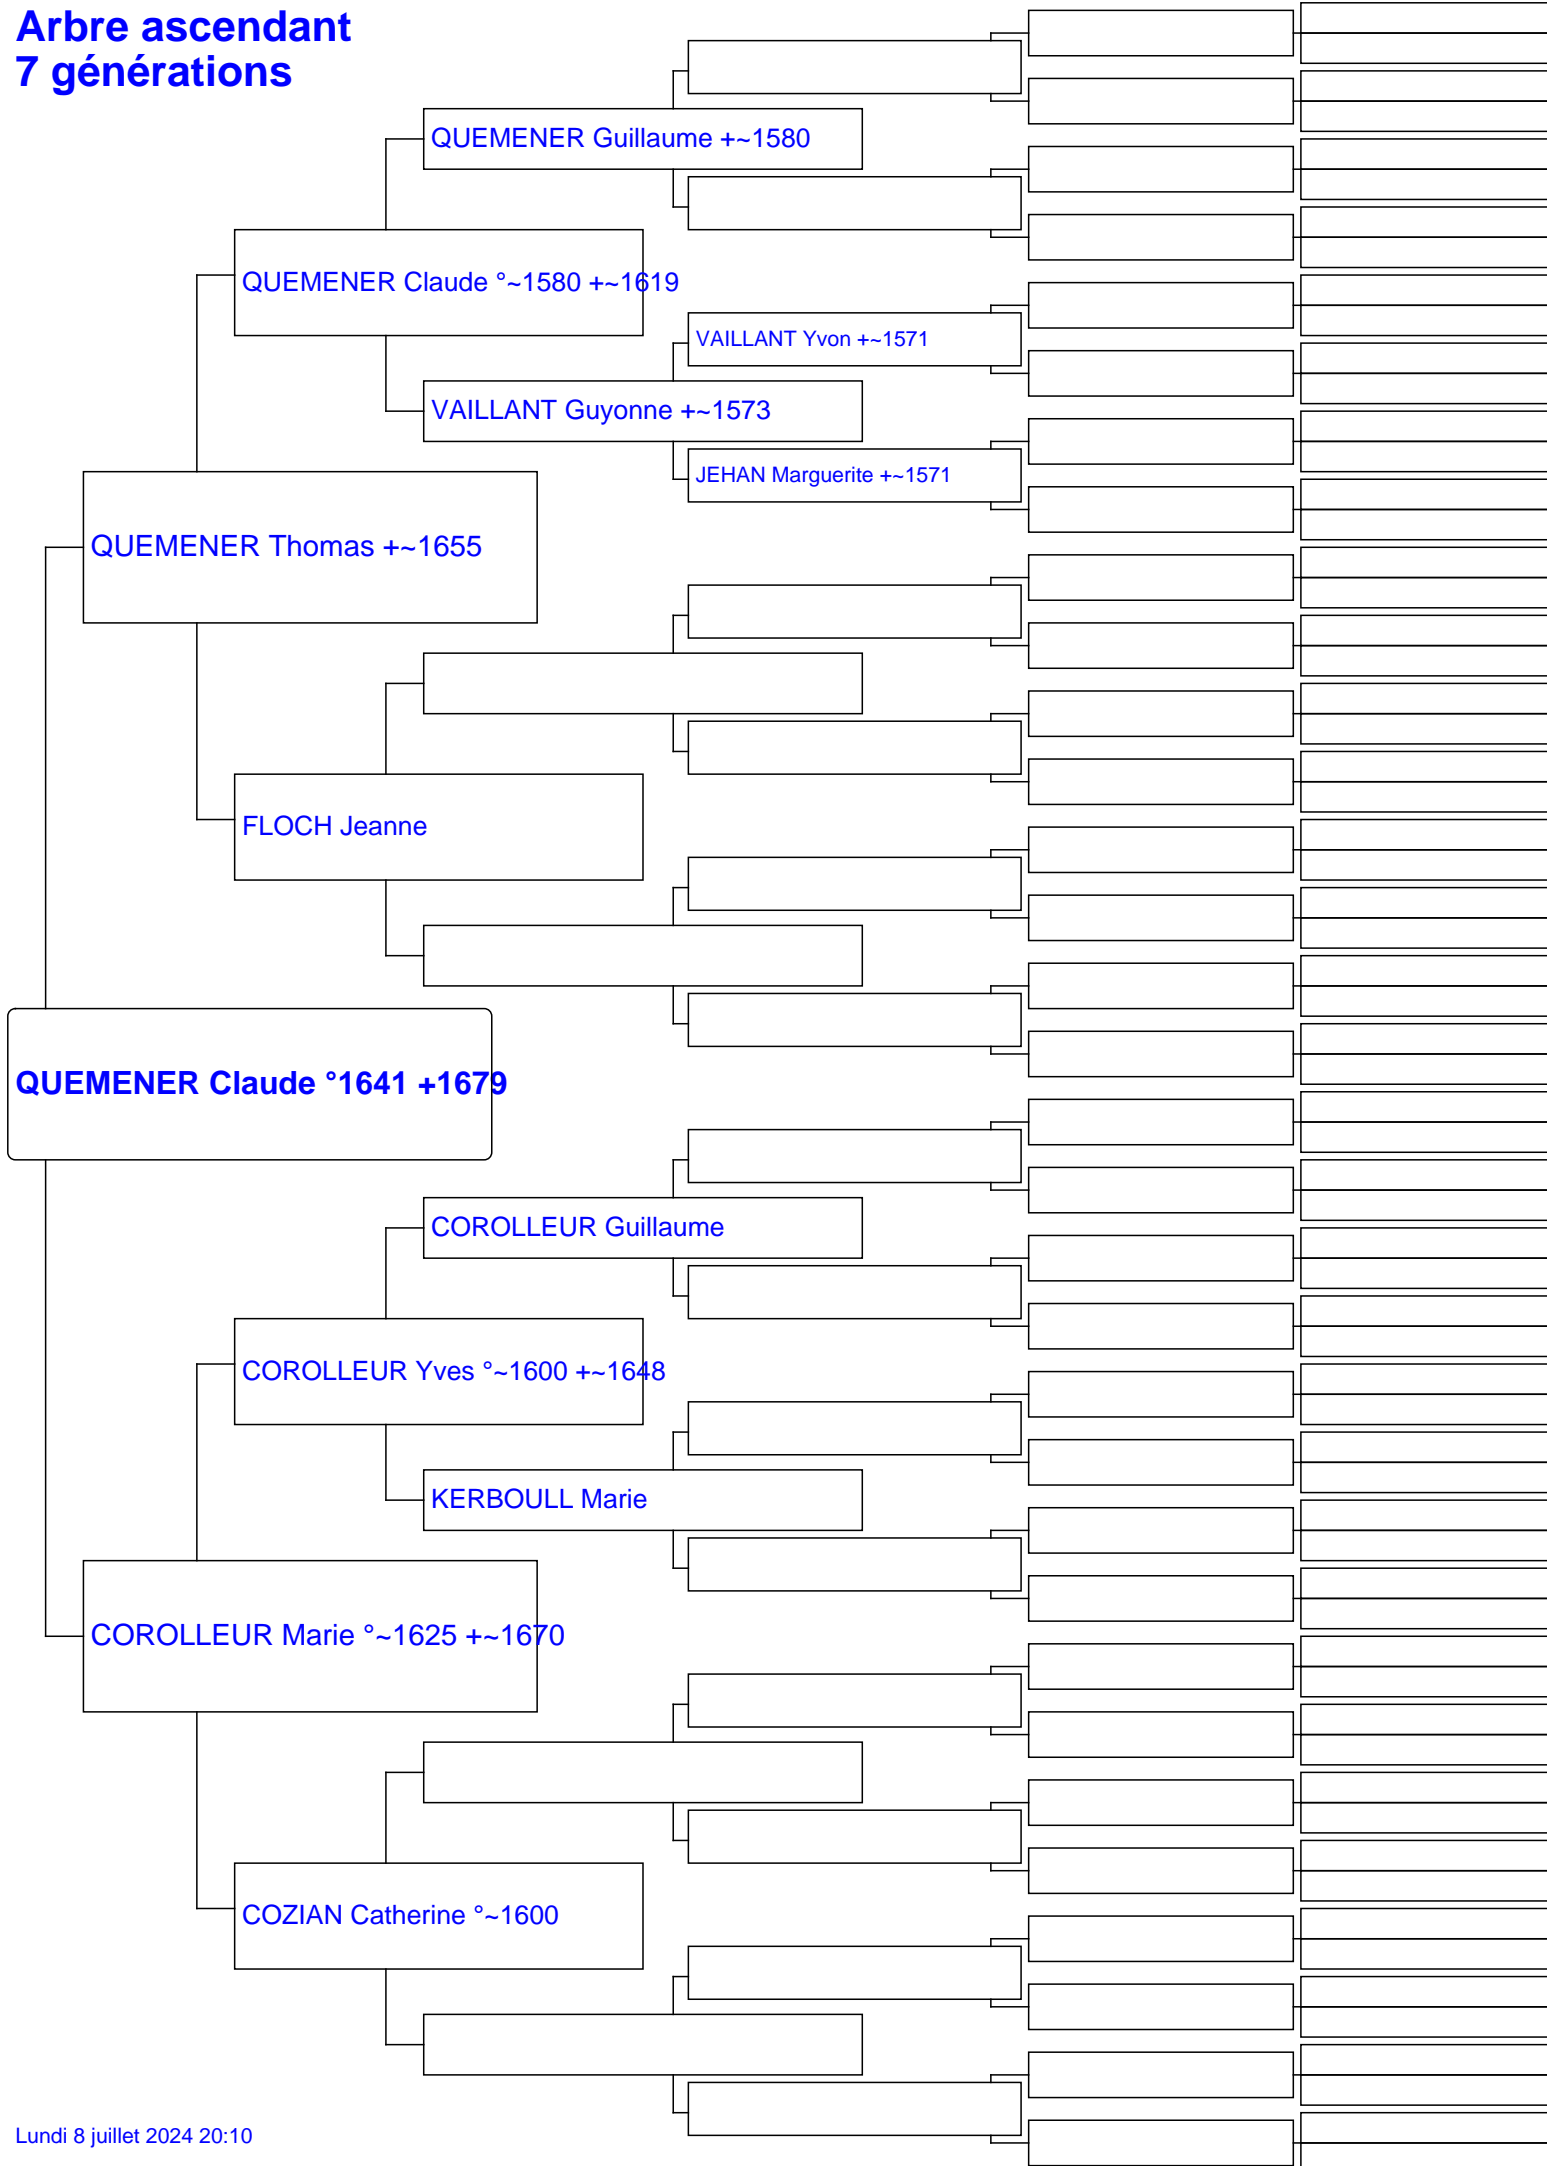 Arbre ascendant
7 générations
QUEMENER Guillaume +~1580
QUEMENER Claude °~1580 +~1619
VAILLANT Yvon +~1571
VAILLANT Guyonne +~1573
JEHAN Marguerite +~1571
QUEMENER Thomas +~1655
FLOCH Jeanne
QUEMENER Claude °1641 +1679
COROLLEUR Guillaume
COROLLEUR Yves °~1600 +~1648
KERBOULL Marie
COROLLEUR Marie °~1625 +~1670
COZIAN Catherine °~1600
Lundi 8 juillet 2024 20:10